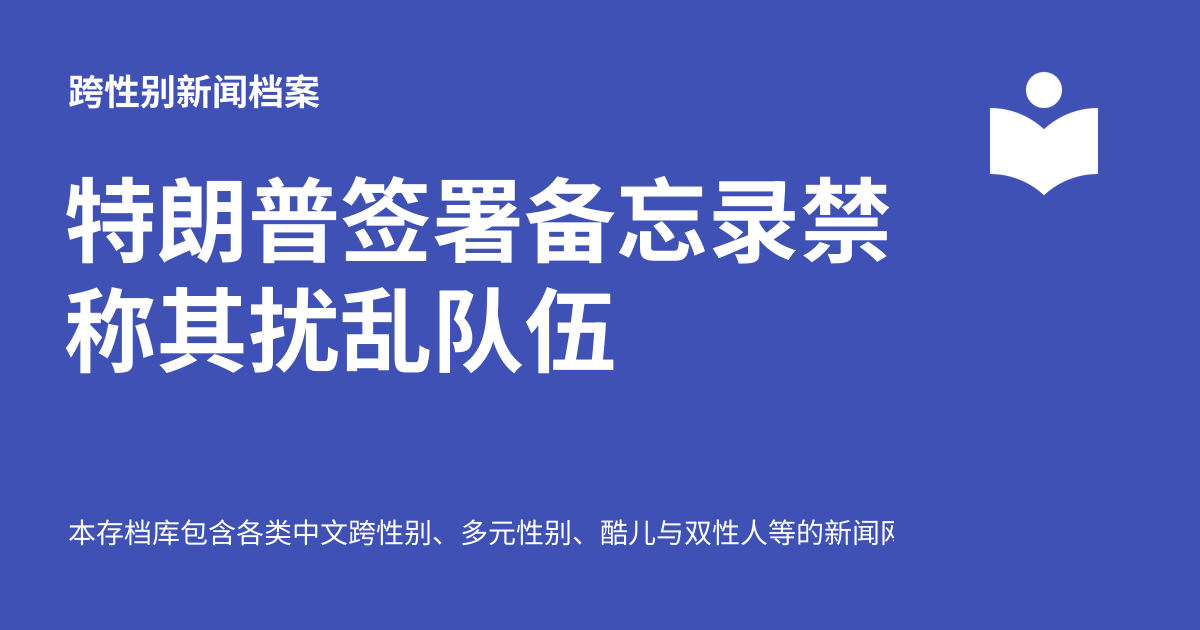 跨性别新闻档案
特朗普签署备忘录禁
称其扰乱队伍
本存档库包含各类中文跨性别、多元性别、酷儿与双性人等的新闻网